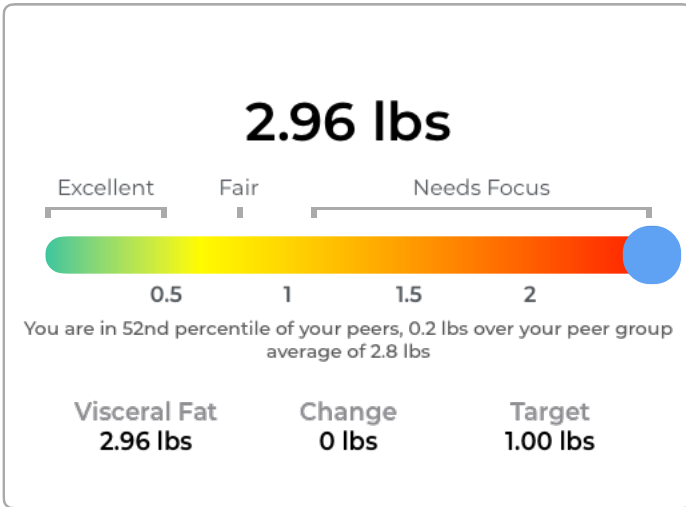 2.96 lbs
Excellent Fair Needs Focus
0.5 1 1.5 2
You are in 52nd percentile of your peers, 0.2 lbs over your peer group
average of 2.8 lbs
Visceral Fat Change Target
2.96 lbs 0 lbs 1.00 lbs